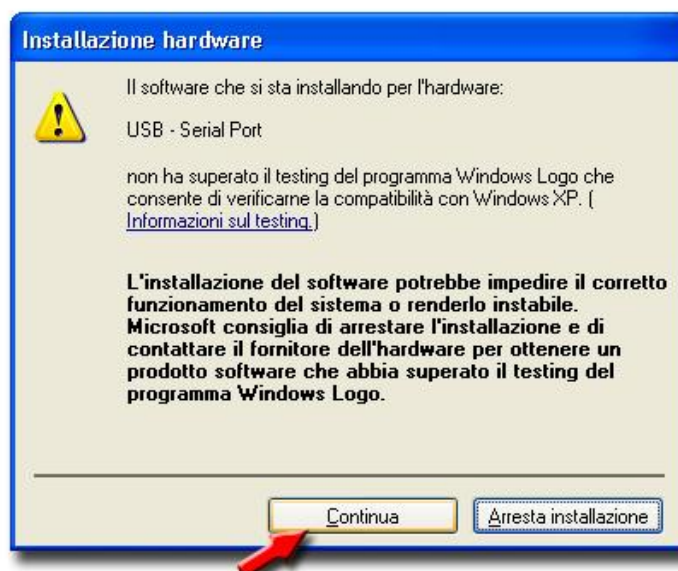 Installazione hardware
Il software che si sta installando per l'hardware:
USB - Serial Port
non ha superato il testing del programma Windows Logo che
consente di verificarne la compatibilità con Windows XP. (
Informazioni sul testing.)
L'installazione del software potrebbe impedire il corretto
funzionamento del sistema o renderlo instabile.
Microsoft consiglia di arrestare l'installazione e di
contattare il fornitore dell'hardware per ottenere un
prodotto software che abbia superato il testing del
programma Windows Logo.
Continua
Arresta installazione